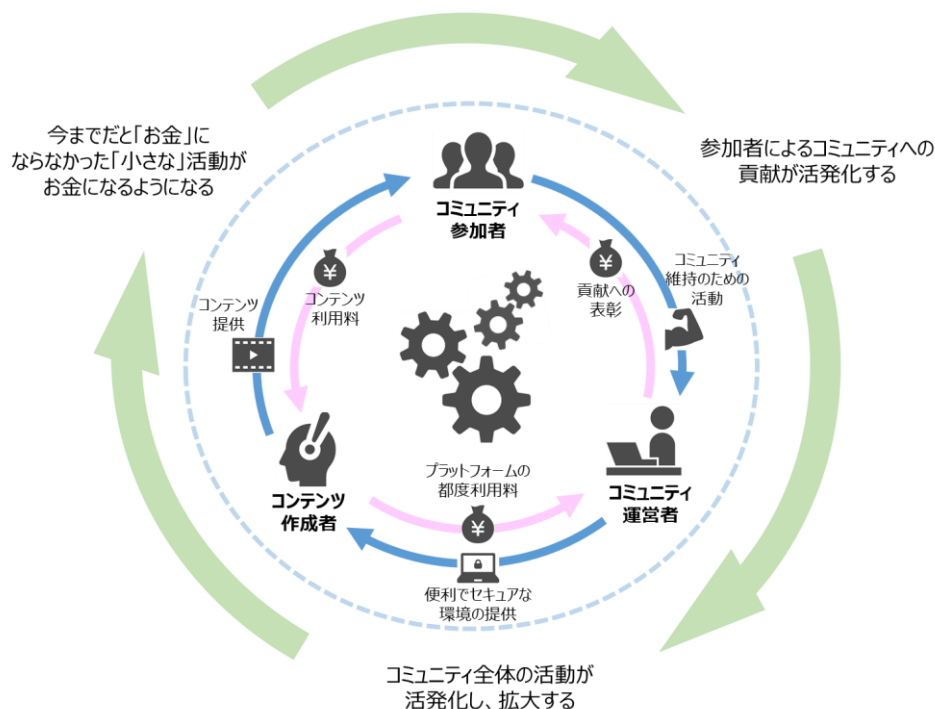 今までだと「お金」に
ならなかった「小さな」活動が
お金になるようになる
参加者によるコミュニティへの
貢献が活発化する
コミュニティ
参加者
コミュニティ
維持のための
活動
¥
貢献への
表彰
¥
コンテンツ
利用料
コンテンツ
提供
コンテンツ
作成者
プラットフォームの
都度利用料
¥
コミュニティ
運営者
便利でセキュアな
環境の提供
コミュニティ全体の活動が
活発化し、拡大する